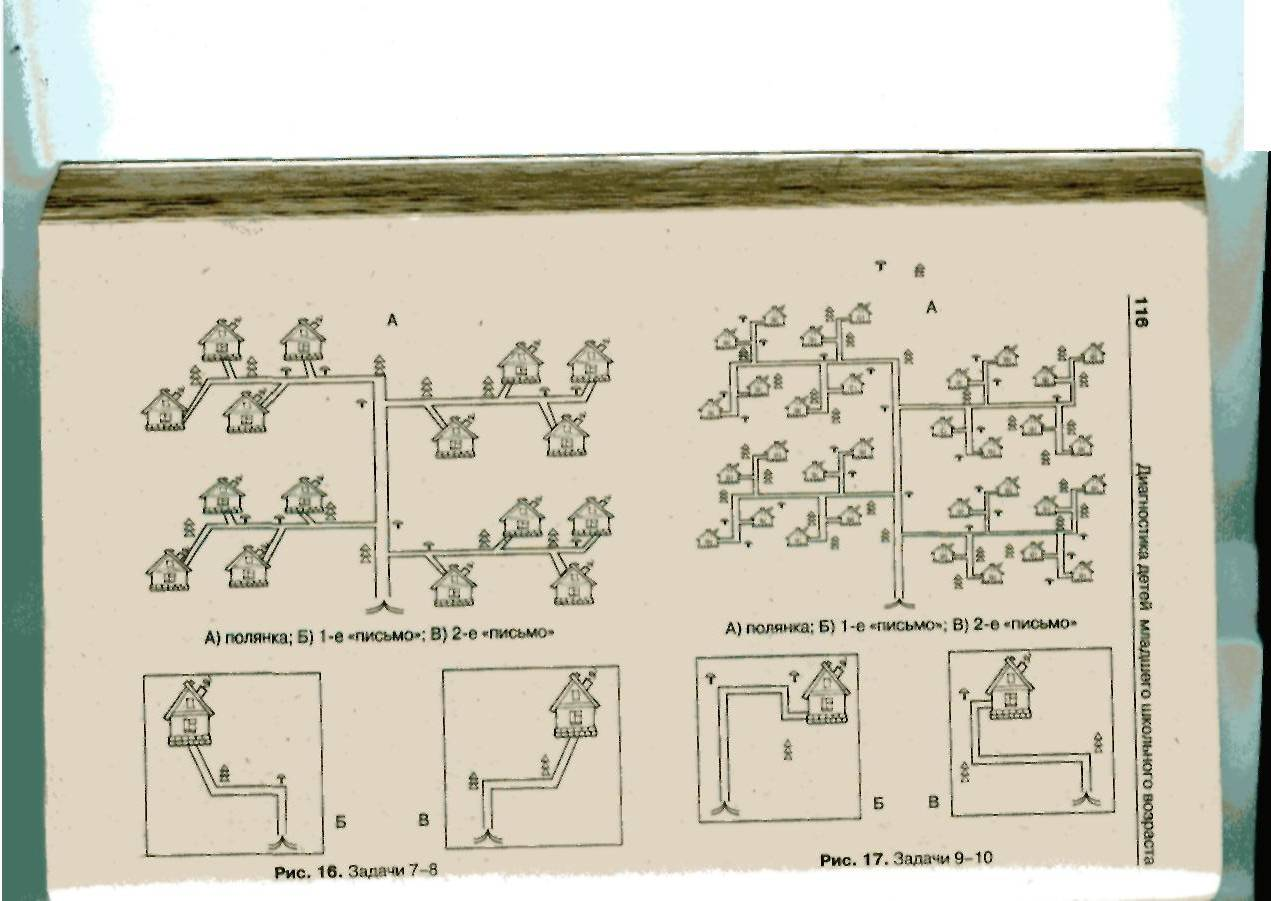 А
А) полянка; Б) 1-е «письмо»; В) 2-е «письмо»
Б
В
Рис. 16. Задачи 7–8
А
А) полянка; Б) 1-е «письмо»; В) 2-е «письмо»
Б
В
Рис. 17. Задачи 9–10
116
Диагностика детей младшего школьного возраста